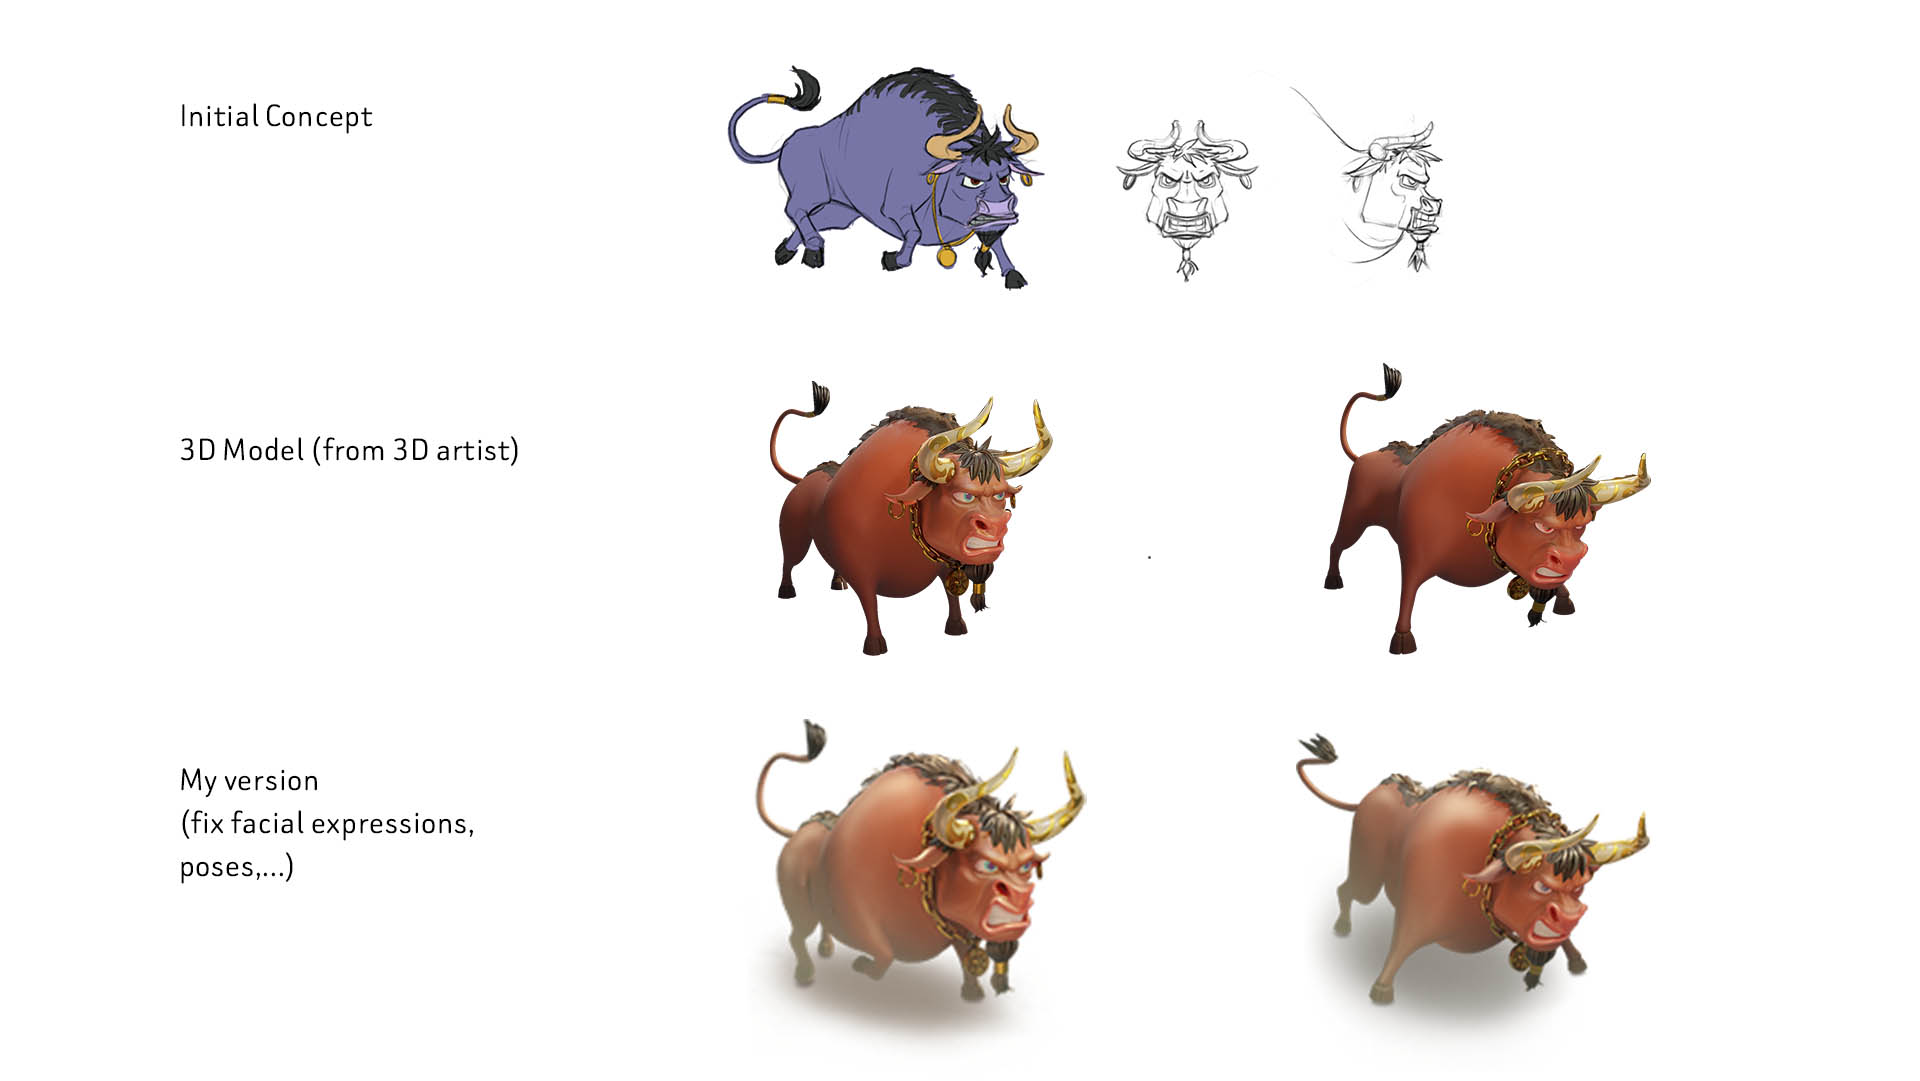 Initial Concept
3D Model (from 3D artist)
My version
(fix facial expressions,
poses,...)